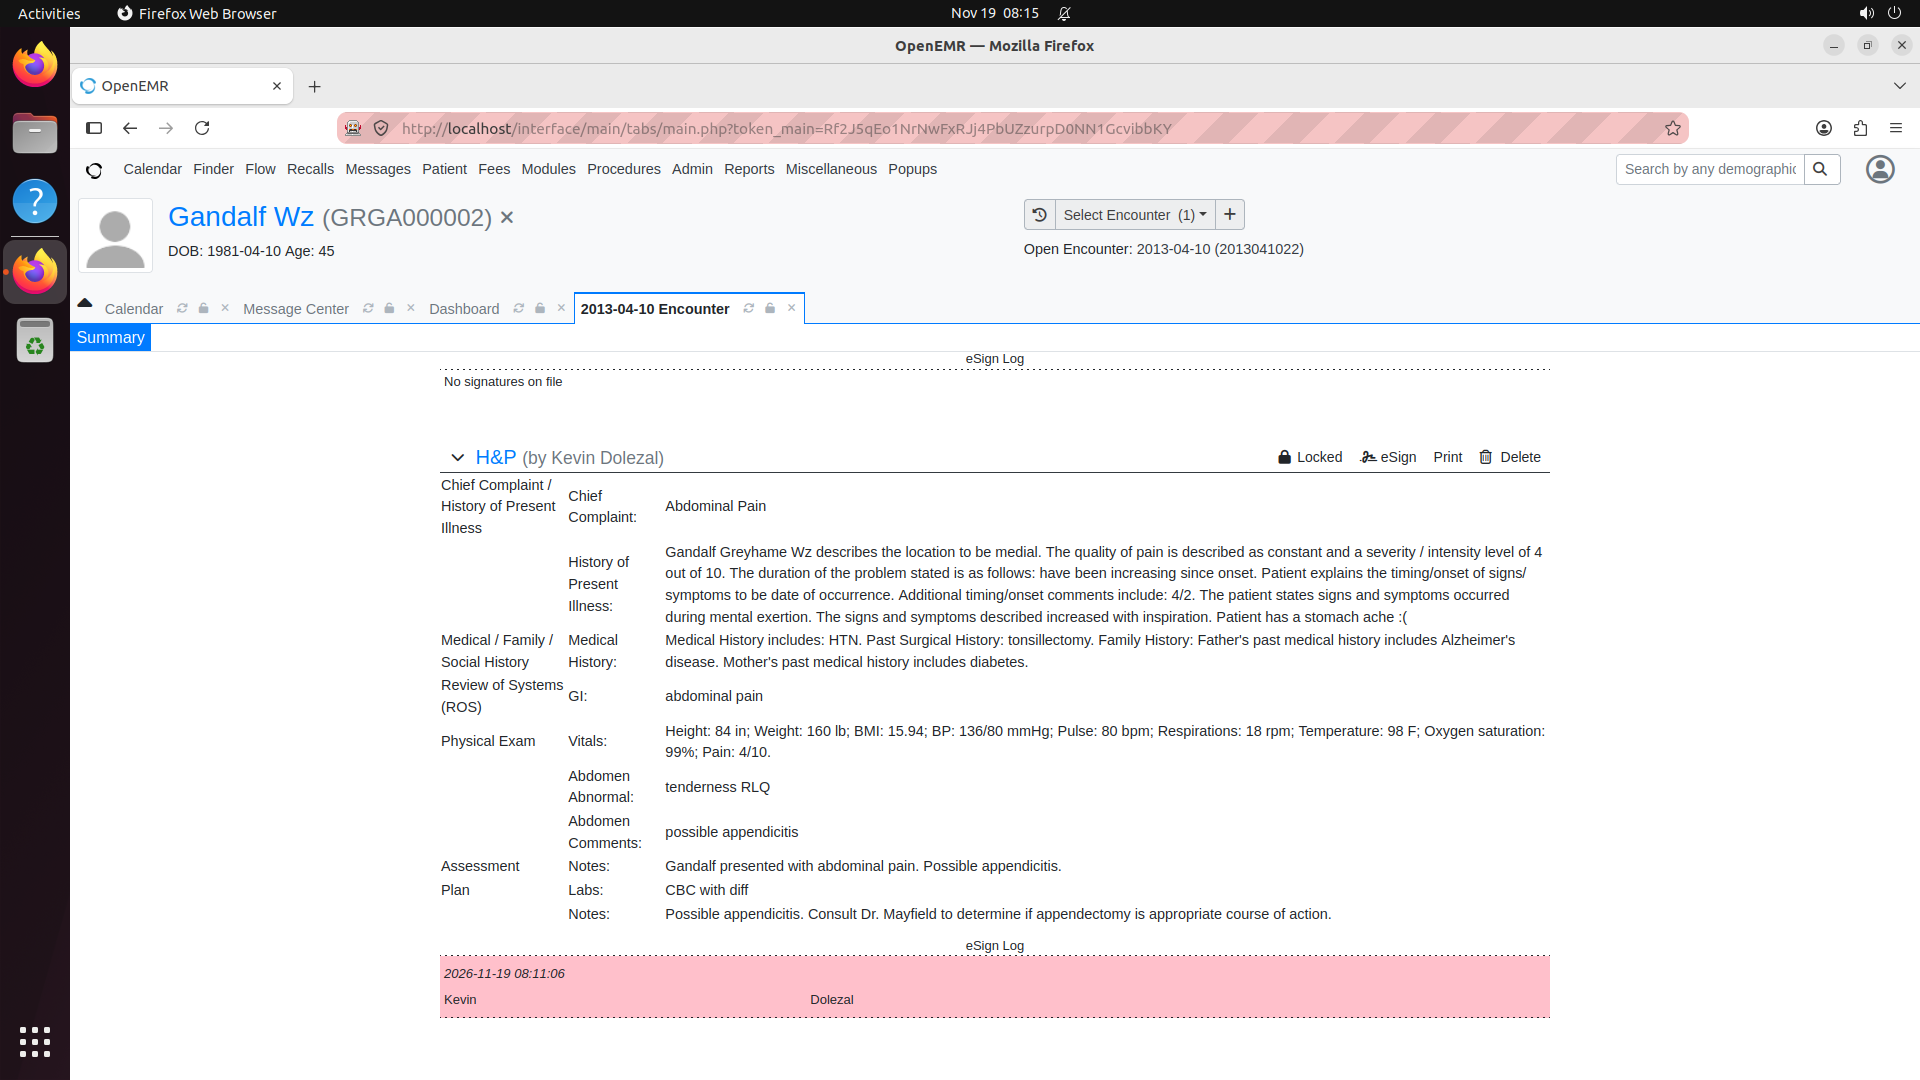 Activities
Firefox Web Browser
Nov 19 08:15
OpenEMR — Mozilla Firefox
OpenEMR
http://localhost/interface/main/tabs/main.php?token_main=Rf2J5qEo1NrNwFxRJj4PbUZzurpD0NN1GcvibbKY
Calendar Finder Flow Recalls Messages Patient Fees Modules Procedures Admin Reports Miscellaneous Popups
Search by any demographic
Gandalf Wz (GRGA000002)
DOB: 1981-04-10 Age: 45
Select Encounter (1)
Open Encounter: 2013-04-10 (2013041022)
Calendar
Message Center
Dashboard
2013-04-10 Encounter
Summary
eSign Log
No signatures on file
H&P (by Kevin Dolezal)
Locked eSign Print Delete
Chief Complaint /
History of Present
Illness
Chief
Complaint:
Abdominal Pain
History of
Present
Illness:
Gandalf Greyhame Wz describes the location to be medial. The quality of pain is described as constant and a severity / intensity level of 4
out of 10. The duration of the problem stated is as follows: have been increasing since onset. Patient explains the timing/onset of signs/
symptoms to be date of occurrence. Additional timing/onset comments include: 4/2. The patient states signs and symptoms occurred
during mental exertion. The signs and symptoms described increased with inspiration. Patient has a stomach ache :(
Medical / Family /
Social History
Medical
History:
Medical History includes: HTN. Past Surgical History: tonsillectomy. Family History: Father's past medical history includes Alzheimer's
disease. Mother's past medical history includes diabetes.
Review of Systems
(ROS)
GI:
abdominal pain
Physical Exam
Vitals:
Height: 84 in; Weight: 160 lb; BMI: 15.94; BP: 136/80 mmHg; Pulse: 80 bpm; Respirations: 18 rpm; Temperature: 98 F; Oxygen saturation:
99%; Pain: 4/10.
Abdomen
Abnormal:
tenderness RLQ
Abdomen
Comments:
possible appendicitis
Assessment
Notes:
Gandalf presented with abdominal pain. Possible appendicitis.
Plan
Labs:
CBC with diff
Notes:
Possible appendicitis. Consult Dr. Mayfield to determine if appendectomy is appropriate course of action.
eSign Log
2026-11-19 08:11:06
Kevin
Dolezal